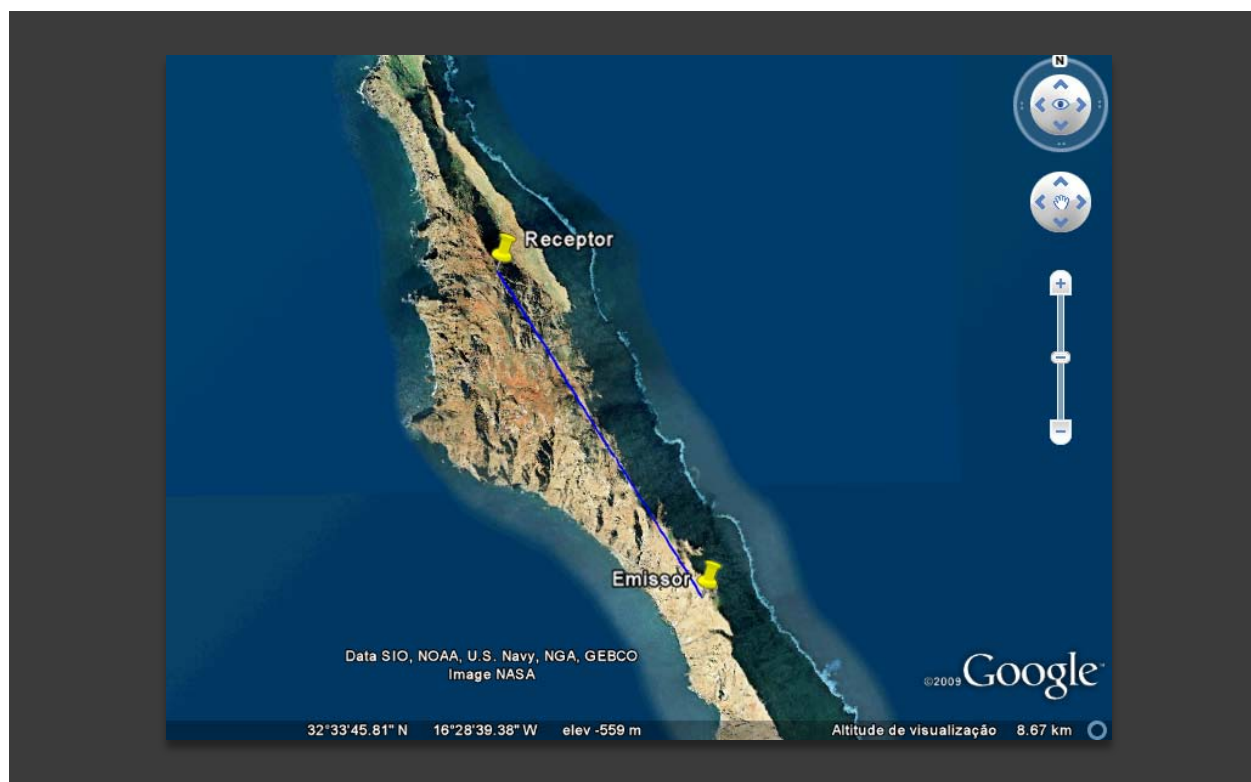 N
Receptor
Emissor
Data SIO, NOAA, U.S. Navy, NGA, GEBCO
Image NASA
©2009 Google™
32°33'45.81" N 16°28'39.38" W elev -559 m Altitude de visualização 8.67 km